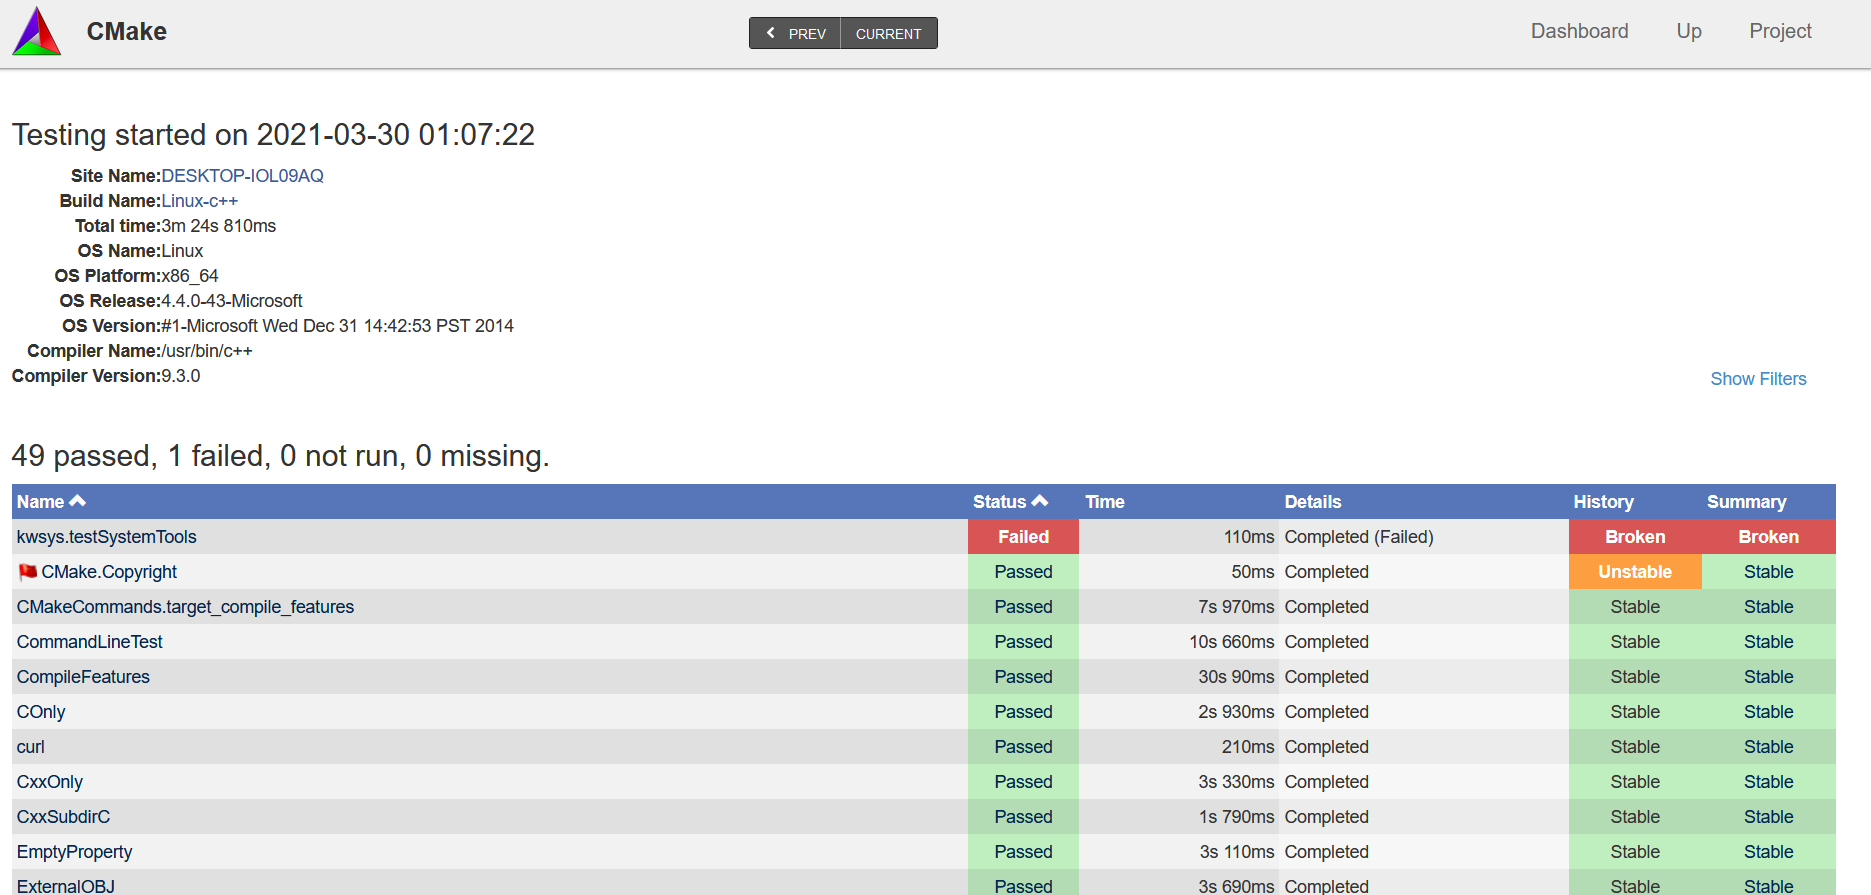 CMake
PREV CURRENT
Dashboard Up Project
Testing started on 2021-03-30 01:07:22
Site Name:DESKTOP-IOL09AQ
Build Name:Linux-c++
Total time:3m 24s 810ms
OS Name:Linux
OS Platform:x86_64
OS Release:4.4.0-43-Microsoft
OS Version:#1-Microsoft Wed Dec 31 14:42:53 PST 2014
Compiler Name:/usr/bin/c++
Compiler Version:9.3.0
Show Filters
49 passed, 1 failed, 0 not run, 0 missing.
Name Status Time Details History Summary
kwsys.testSystemTools Failed 110ms Completed (Failed) Broken Broken
CMake.Copyright Passed 50ms Completed Unstable Stable
CMakeCommands.target_compile_features Passed 7s 970ms Completed Stable Stable
CommandLineTest Passed 10s 660ms Completed Stable Stable
CompileFeatures Passed 30s 90ms Completed Stable Stable
COnly Passed 2s 930ms Completed Stable Stable
curl Passed 210ms Completed Stable Stable
CxxOnly Passed 3s 330ms Completed Stable Stable
CxxSubdirC Passed 1s 790ms Completed Stable Stable
EmptyProperty Passed 3s 110ms Completed Stable Stable
ExternalOBJ Passed 3s 690ms Completed Stable Stable